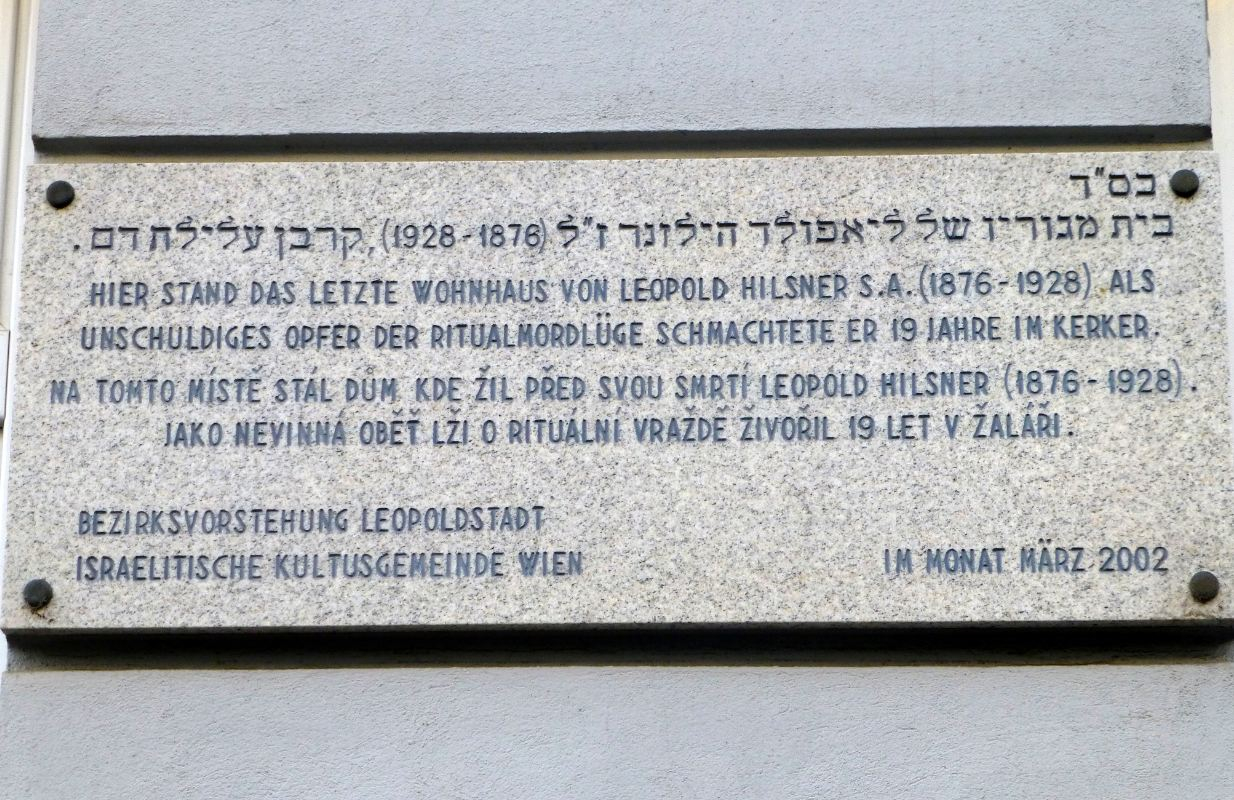 בס"ד
בית מגוריו של ליאפולד הילזנר ז"ל (1876-1928), קרבן עלילת דם.
HIER STAND DAS LETZTE WOHNHAUS VON LEOPOLD HILSNER S.A. (1876-1928) ALS
UNSCHULDIGES OPFER DER RITUALMORDLÜGE SCHMACHTETE ER 19 JAHRE IM KERKER.
NA TOMTO MÍSTĚ STÁL DŮM KDE ŽIL PŘED SVOU SMRTÍ LEOPOLD HILSNER (1876-1928).
JAKO NEVINNÁ OBĚŤ LŽI O RITUÁLNÍ VRAŽDĚ ŽIVOŘIL 19 LET V ŽALÁŘI.
BEZIRKSVORSTEHUNG LEOPOLDSTADT
ISRAELITISCHE KULTUSGEMEINDE WIEN
IM MONAT MÄRZ 2002